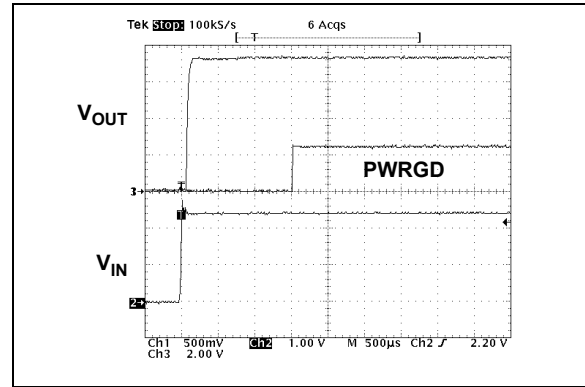 Tek Stop: 100kS/s 6 Acqs
[ T ]
VOUT
PWRGD
3→
T
VIN
2→
Ch1 500mV Ch2 1.00 V M 500µs Ch2 ƒ 2.20 V
Ch3 2.00 V